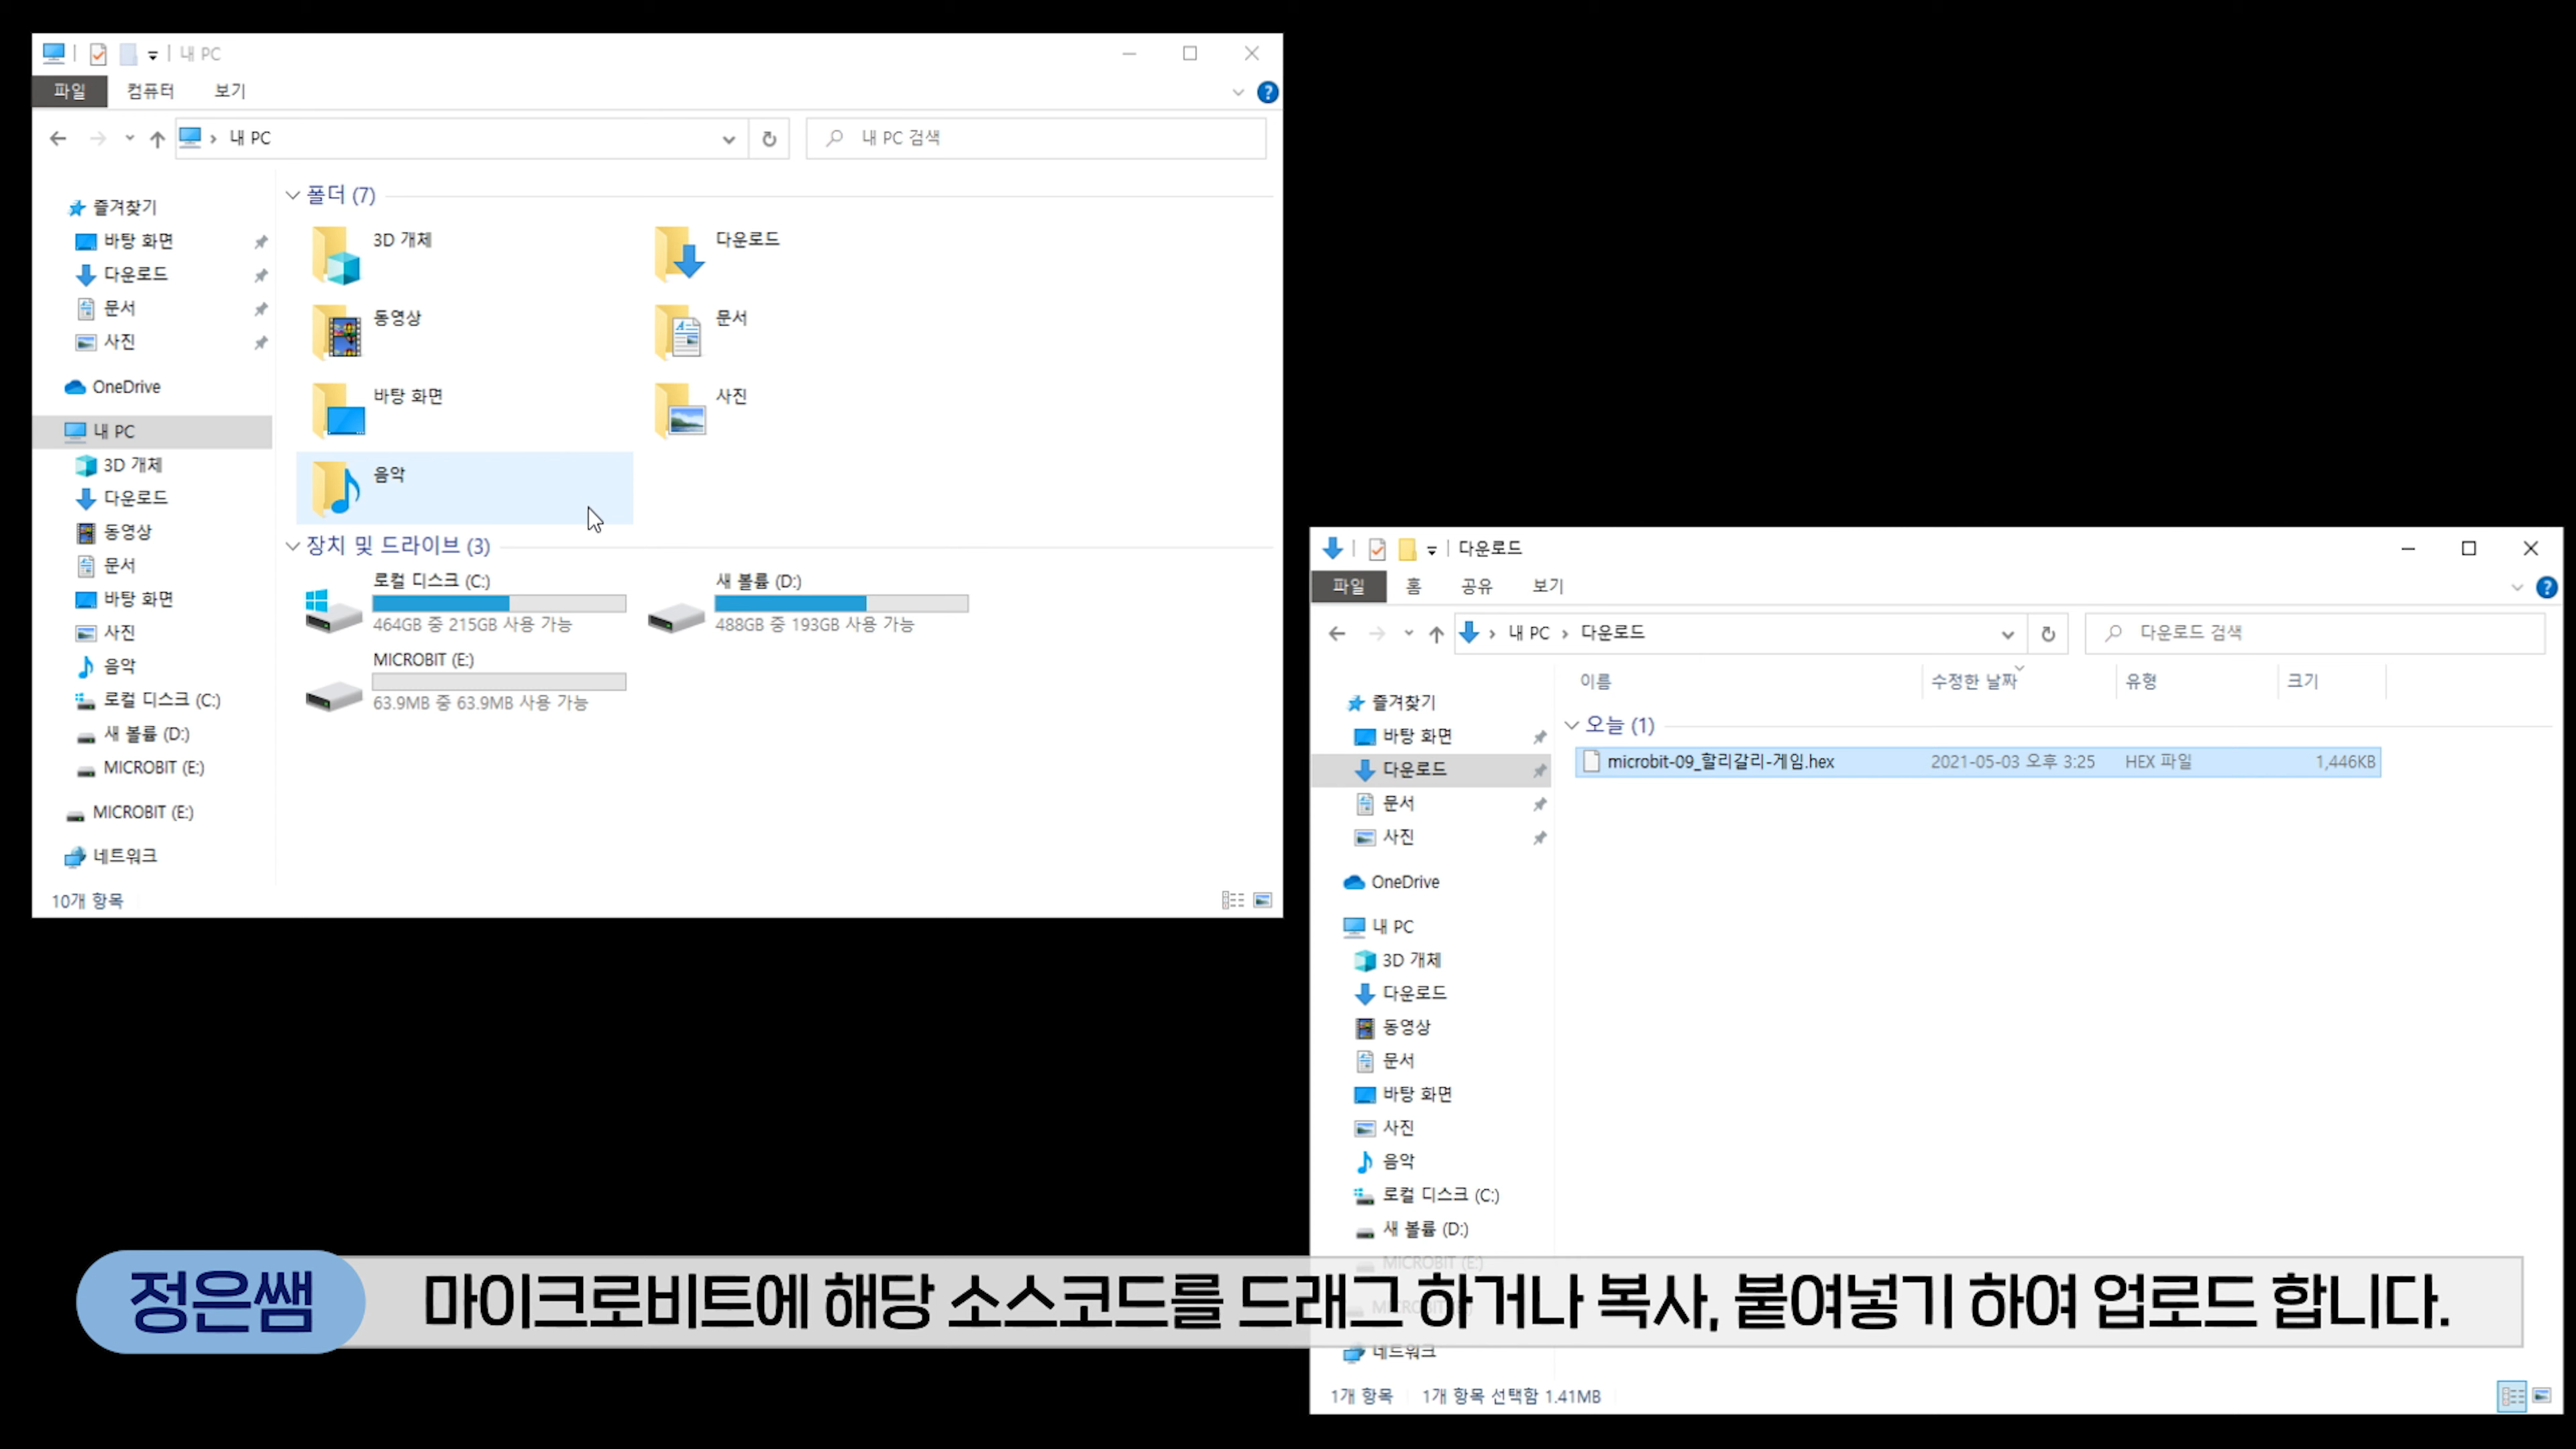 내 PC
파일 컴퓨터 보기
내 PC
내 PC 검색
즐겨찾기
바탕 화면
다운로드
문서
사진
OneDrive
내 PC
3D 개체
다운로드
동영상
문서
바탕 화면
사진
음악
로컬 디스크 (C:)
새 볼륨 (D:)
MICROBIT (E:)
MICROBIT (E:)
네트워크
10개 항목
폴더 (7)
3D 개체
다운로드
동영상
문서
바탕 화면
사진
음악
장치 및 드라이브 (3)
로컬 디스크 (C:)
464GB 중 215GB 사용 가능
새 볼륨 (D:)
488GB 중 193GB 사용 가능
MICROBIT (E:)
63.9MB 중 63.9MB 사용 가능
다운로드
파일 홈 공유 보기
내 PC 다운로드
다운로드 검색
즐겨찾기
바탕 화면
다운로드
문서
사진
OneDrive
내 PC
3D 개체
다운로드
동영상
문서
바탕 화면
사진
음악
로컬 디스크 (C:)
새 볼륨 (D:)
MICROBIT (E:)
네트워크
이름 수정한 날짜 유형 크기
오늘 (1)
microbit-09_할리갈리-게임.hex 2021-05-03 오후 3:25 HEX 파일 1,446KB
1개 항목 1개 항목 선택함 1.41MB
정은쌤 마이크로비트에 해당 소스코드를 드래그 하거나 복사, 붙여넣기 하여 업로드 합니다.